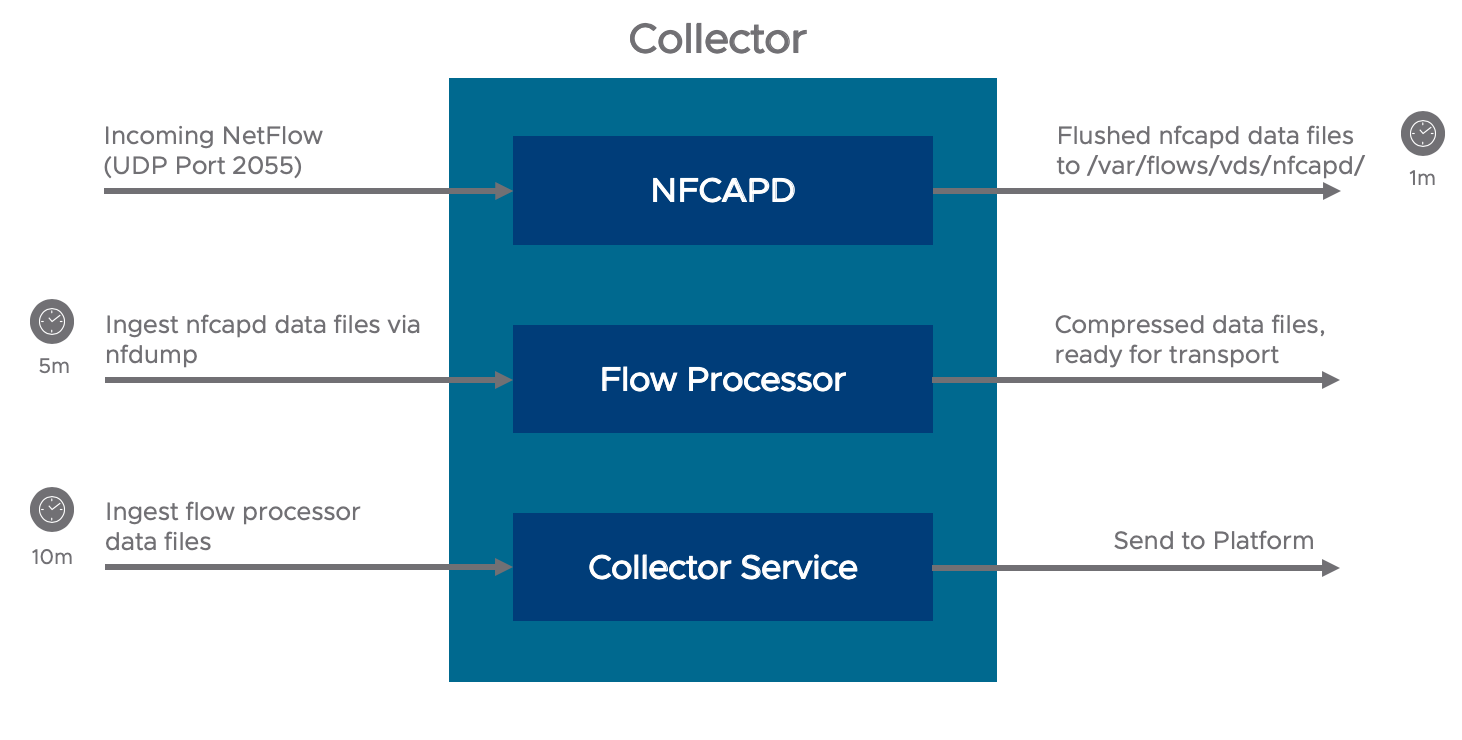 Collector
Incoming NetFlow
(UDP Port 2055)
NFCAPD
Flushed nfcapd data files
to /var/flows/vds/nfcapd/
1m
5m
Ingest nfcapd data files via
nfdump
Flow Processor
Compressed data files,
ready for transport
10m
Ingest flow processor
data files
Collector Service
Send to Platform